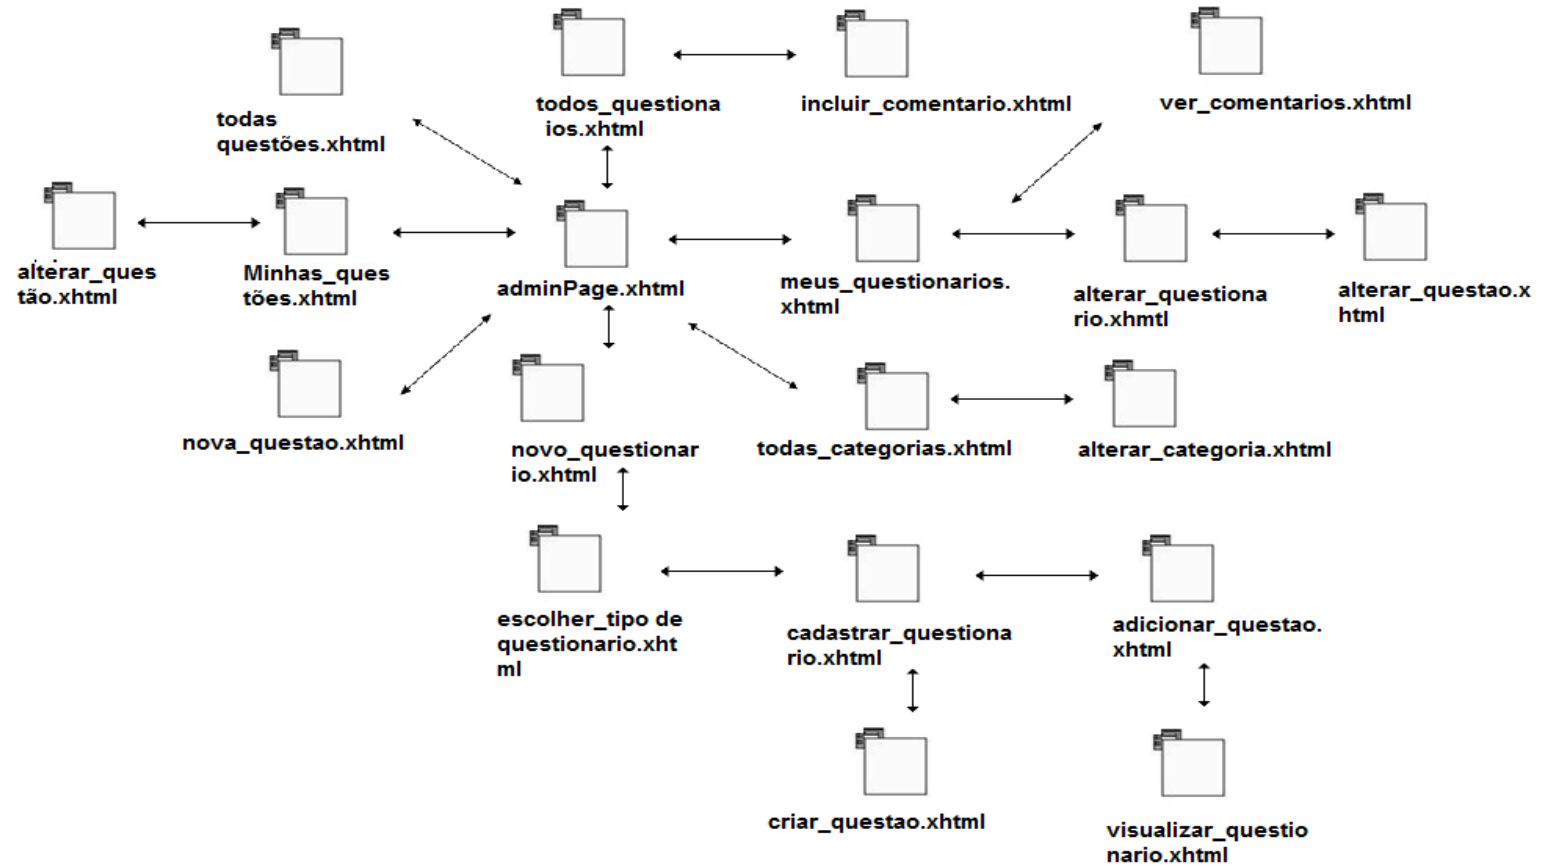 todas
questões.xhtml
todos_questiona
ios.xhtml
incluir_comentario.xhtml
ver_comentarios.xhtml
alterar_ques
tão.xhtml
Minhas_ques
tões.xhtml
adminPage.xhtml
meus_questionarios.
xhtml
alterar_questiona
rio.xhmtl
alterar_questao.x
html
nova_questao.xhtml
novo_questionar
io.xhtml
todas_categorias.xhtml
alterar_categoria.xhtml
escolher_tipo de
questionario.xht
ml
cadastrar_questiona
rio.xhtml
adicionar_questao.
xhtml
criar_questao.xhtml
visualizar_questio
nario.xhtml